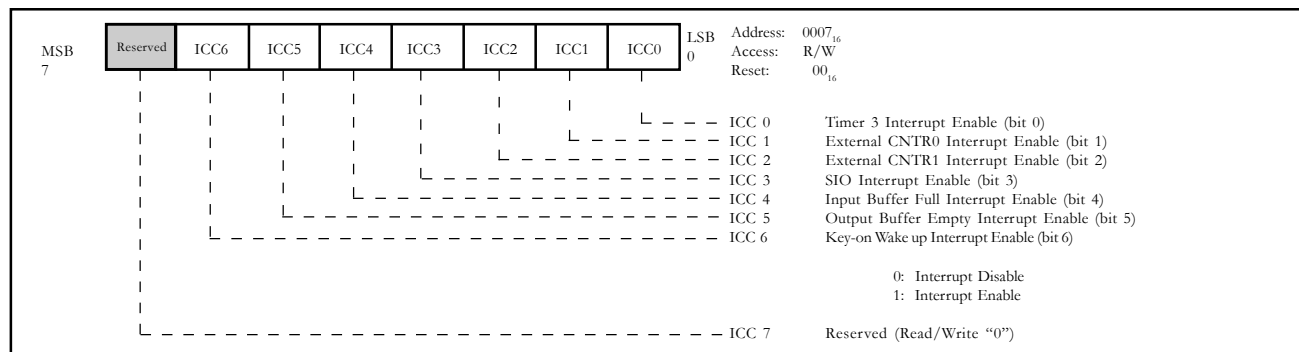 MSB
7
Reserved ICC6 ICC5 ICC4 ICC3 ICC2 ICC1 ICC0
LSB
0
Address: 0007₁₆
Access: R/W
Reset: 00₁₆
ICC 0 Timer 3 Interrupt Enable (bit 0)
ICC 1 External CNTR0 Interrupt Enable (bit 1)
ICC 2 External CNTR1 Interrupt Enable (bit 2)
ICC 3 SIO Interrupt Enable (bit 3)
ICC 4 Input Buffer Full Interrupt Enable (bit 4)
ICC 5 Output Buffer Empty Interrupt Enable (bit 5)
ICC 6 Key-on Wake up Interrupt Enable (bit 6)
0: Interrupt Disable
1: Interrupt Enable
ICC 7 Reserved (Read/Write “0”)